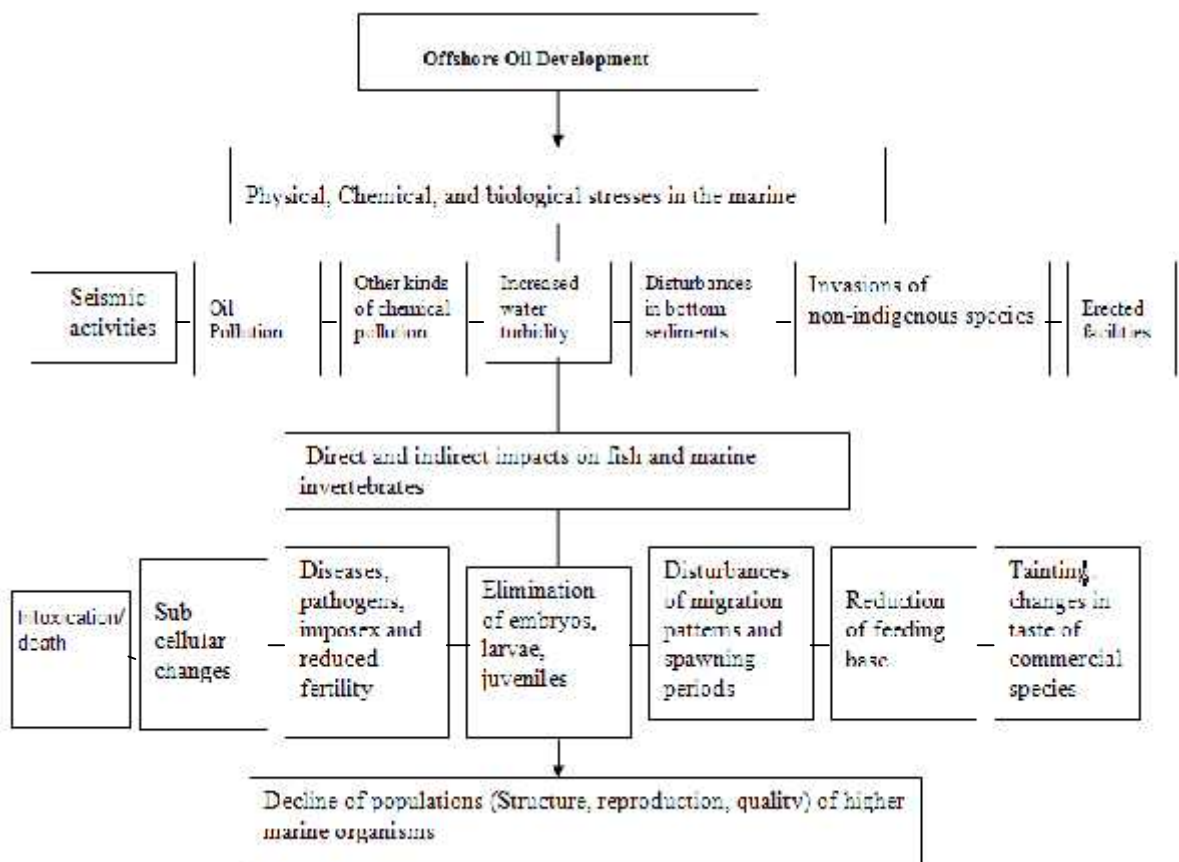 Offshore Oil Development
Physical, Chemical, and biological stresses in the marine
Seismic
activities
Oil
Pollution
Other kinds
of chemical
pollution
Increased
water
turbidity
Disturbances
in bottom
sediments
Invasions of
non-indigenous species
Erected
facilities
Direct and indirect impacts on fish and marine
invertebrates
Intoxication/
death
Sub
cellular
changes
Diseases,
pathogens,
imposex and
reduced
fertility
Elimination
of embryos,
larvae,
juveniles
Disturbances
of migration
patterns and
spawning
periods
Reduction
of feeding
base
Tainting,
changes in
taste of
commercial
species
Decline of populations (Structure, reproduction, quality) of higher
marine organisms